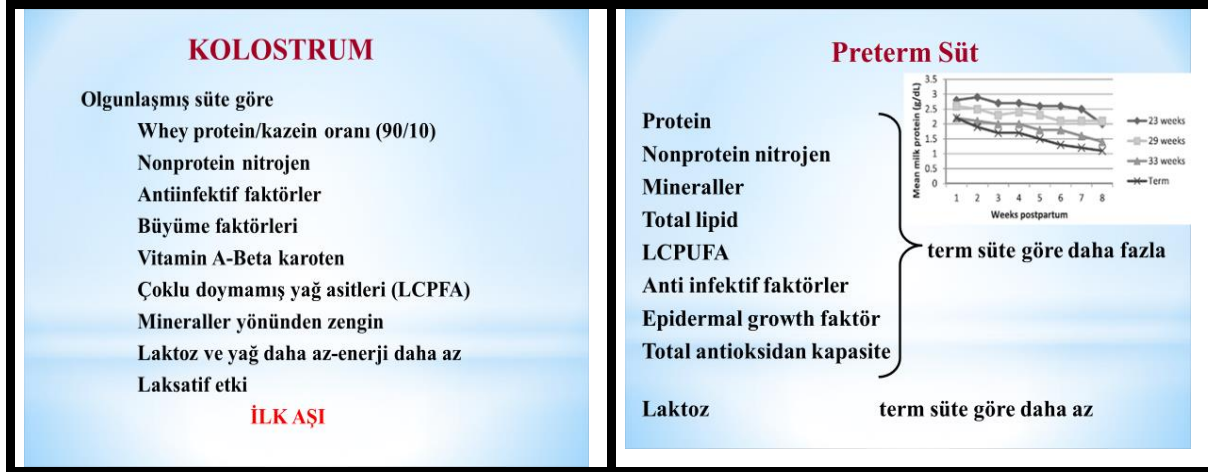 KOLOSTRUM
Olgunlaşmış süte göre
Whey protein/kazein oranı (90/10)
Nonprotein nitrojen
Antiinfektif faktörler
Büyüme faktörleri
Vitamin A-Beta karoten
Çoklu doymamış yağ asitleri (LCPFA)
Mineraller yönünden zengin
Laktoz ve yağ daha az-enerji daha az
Laksatif etki
İLK AŞI
Preterm Süt
Protein
Nonprotein nitrojen
Mineraller
Total lipid
LCPUFA
Anti infektif faktörler
Epidermal growth faktör
Total antioksidan kapasite
term süte göre daha fazla
Laktoz term süte göre daha az
Mean milk protein (g/dL)
3.5
3
2.5
2
1.5
1
0.5
0
1 2 3 4 5 6 7 8
Weeks postpartum
23 weeks
29 weeks
33 weeks
Term